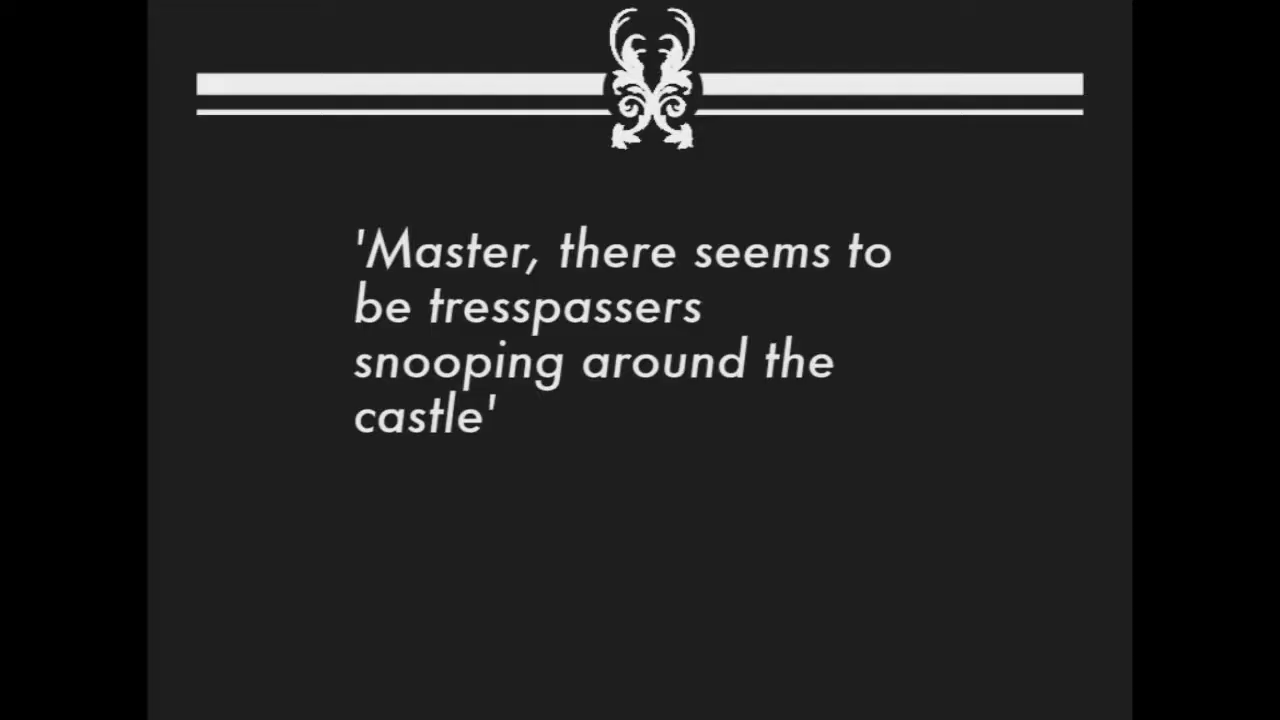 'Master, there seems to
be tresspassers
snooping around the
castle'